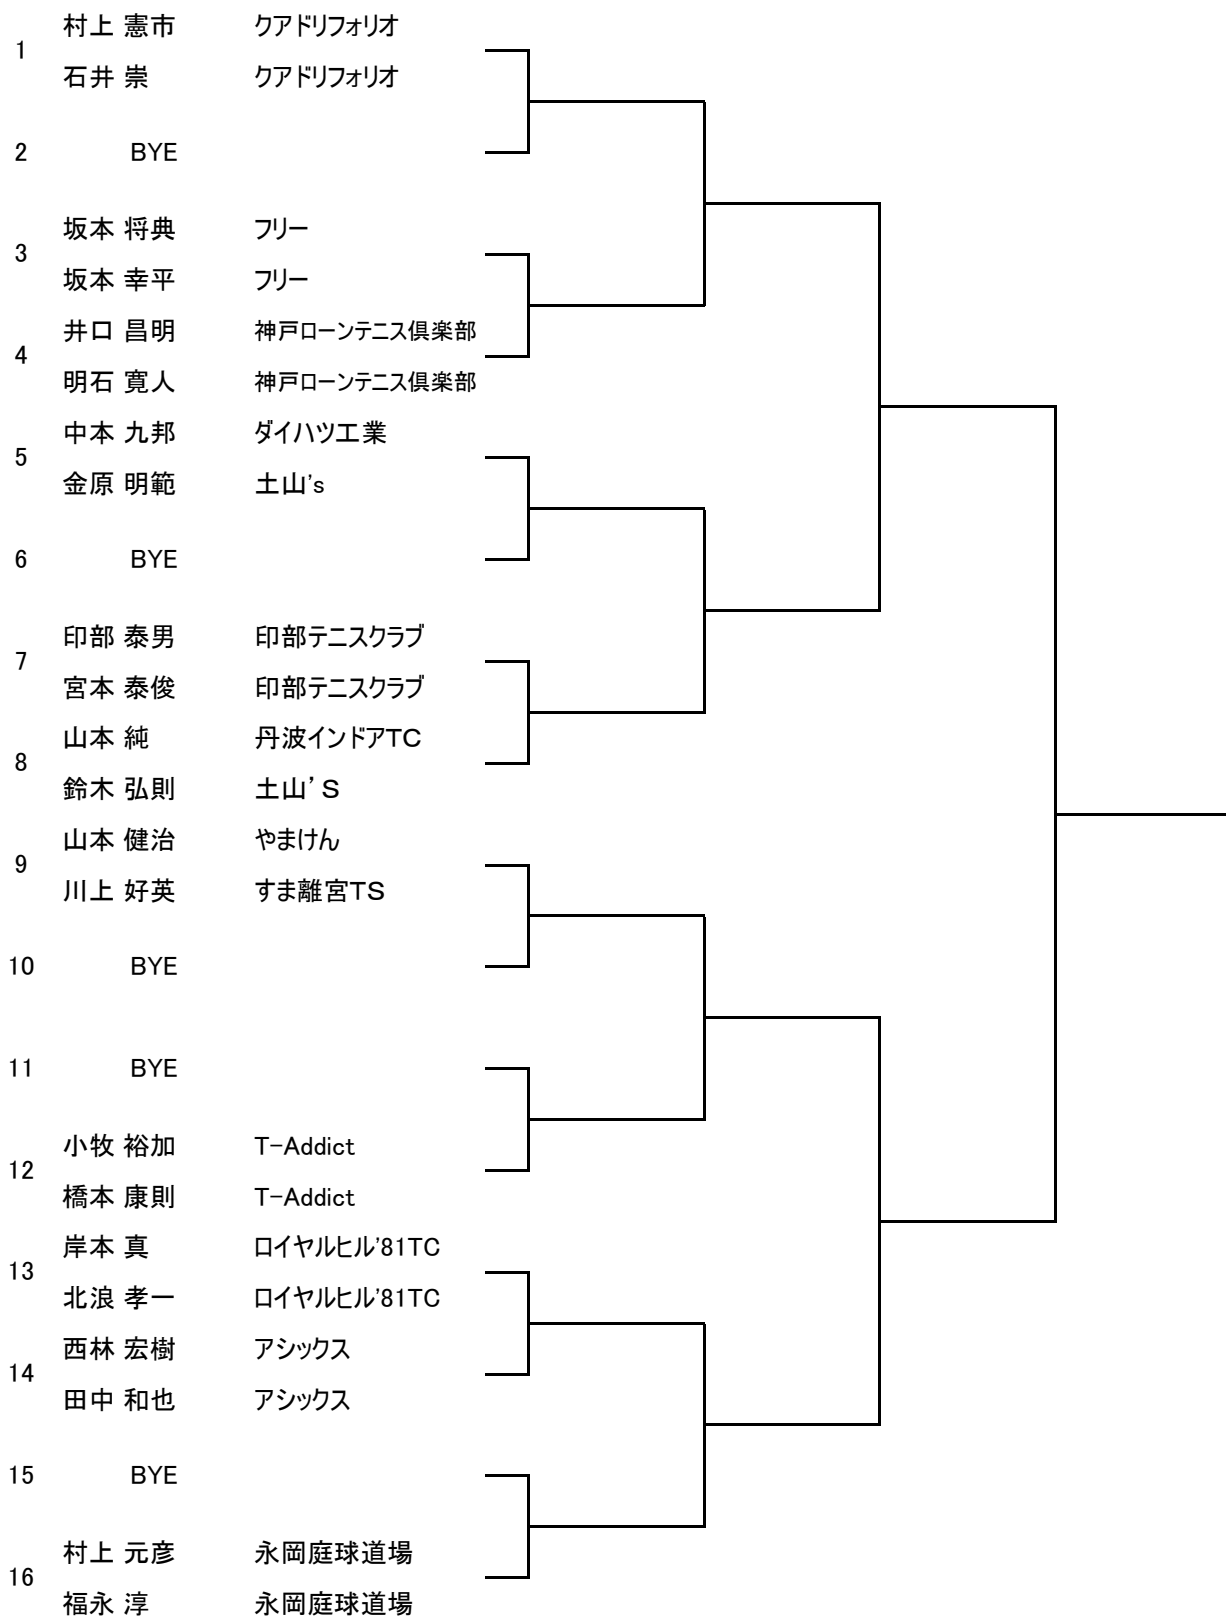 村上 憲市 クアドリフォリオ
1
石井 崇 クアドリフォリオ
2 BYE
坂本 将典 フリー
3
坂本 幸平 フリー
井口 昌明 神戸ローンテニス倶楽部
4
明石 寛人 神戸ローンテニス倶楽部
中本 九邦 ダイハツ工業
5
金原 明範 土山's
6 BYE
印部 泰男 印部テニスクラブ
7
宮本 泰俊 印部テニスクラブ
山本 純 丹波インドアTC
8
鈴木 弘則 土山’S
山本 健治 やまけん
9
川上 好英 すま離宮TS
10 BYE
11 BYE
小牧 裕加 T-Addict
12
橋本 康則 T-Addict
岸本 真 ロイヤルヒル'81TC
13
北浪 孝一 ロイヤルヒル'81TC
西林 宏樹 アシックス
14
田中 和也 アシックス
15 BYE
村上 元彦 永岡庭球道場
16
福永 淳 永岡庭球道場